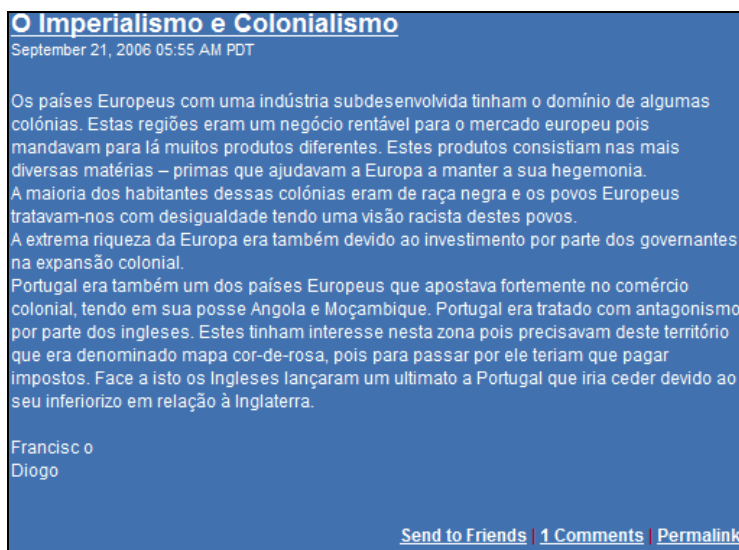 O Imperialismo e Colonialismo
September 21, 2006 05:55 AM PDT
Os países Europeus com uma indústria subdesenvolvida tinham o domínio de algumas
colónias. Estas regiões eram um negócio rentável para o mercado europeu pois
mandavam para lá muitos produtos diferentes. Estes produtos consistiam nas mais
diversas matérias – primas que ajudavam a Europa a manter a sua hegemonia.
A maioria dos habitantes dessas colónias eram de raça negra e os povos Europeus
tratavam-nos com desigualdade tendo uma visão racista destes povos.
A extrema riqueza da Europa era também devido ao investimento por parte dos governantes
na expansão colonial.
Portugal era também um dos países Europeus que apostava fortemente no comércio
colonial, tendo em sua posse Angola e Moçambique. Portugal era tratado com antagonismo
por parte dos ingleses. Estes tinham interesse nesta zona pois precisavam deste território
que era denominado mapa cor-de-rosa, pois para passar por ele teriam que pagar
impostos. Face a isto os Ingleses lançaram um ultimato a Portugal que iria ceder devido ao
seu inferiorizo em relação à Inglaterra.
Francisc o
Diogo
Send to Friends | 1 Comments | Permalink